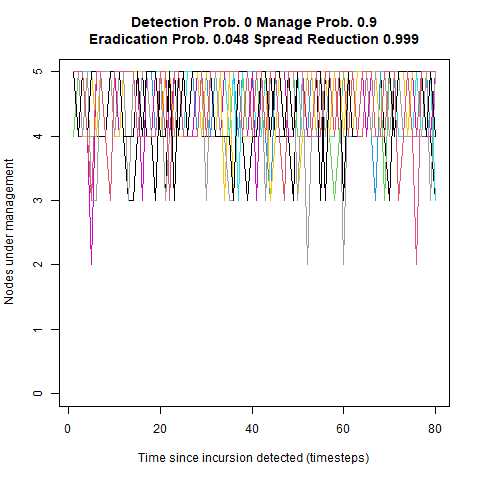 Detection Prob. 0 Manage Prob. 0.9
Eradication Prob. 0.048 Spread Reduction 0.999
5
4
3
2
1
0
Nodes under management
0 20 40 60 80
Time since incursion detected (timesteps)